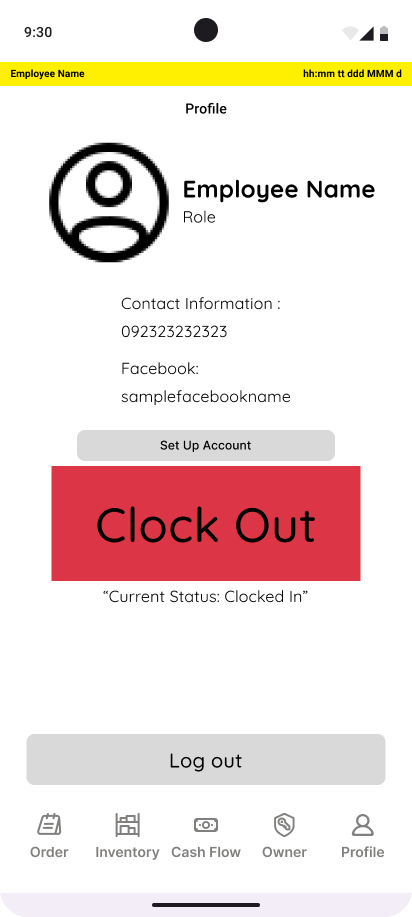 9:30
Employee Name hh:mm tt ddd MMM d
Profile
Employee Name
Role
Contact Information :
092323232323
Facebook:
samplefacebookname
Set Up Account
Clock Out
“Current Status: Clocked In”
Log out
Order Inventory Cash Flow Owner Profile